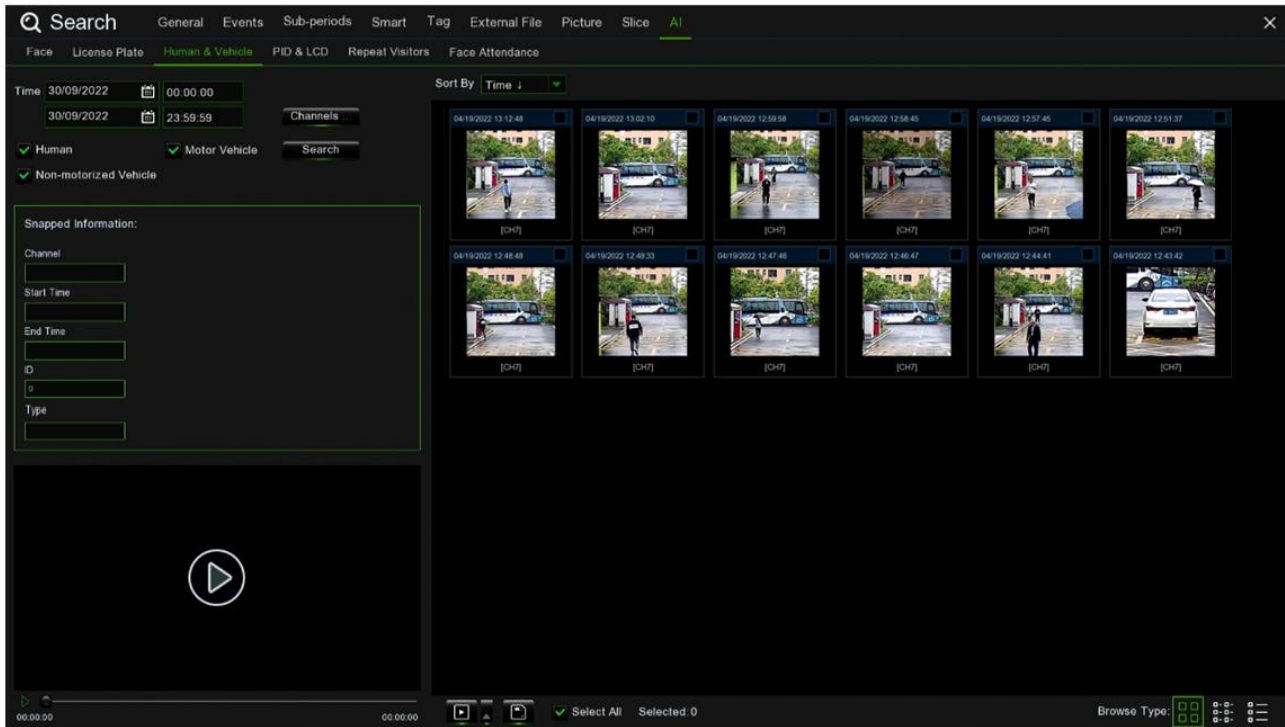 Search General Events Sub-periods Smart Tag External File Picture Slice AI
Face License Plate Human & Vehicle PID & LCD Repeat Visitors Face Attendance
Time 30/09/2022 00:00:00
30/09/2022 23:59:59 Channels ...
Human Motor Vehicle Search
Non-motorized Vehicle
Snapped Information:
Channel
Start Time
End Time
ID
0
Type
00:00:00 00:00:00
Sort By Time ↓
04/19/2022 13:12:48 04/19/2022 13:02:10 04/19/2022 12:59:58 04/19/2022 12:58:45 04/19/2022 12:57:45 04/19/2022 12:51:37
[CH7] [CH7] [CH7] [CH7] [CH7] [CH7]
04/19/2022 12:48:48 04/19/2022 12:48:33 04/19/2022 12:47:46 04/19/2022 12:46:47 04/19/2022 12:44:41 04/19/2022 12:43:42
[CH7] [CH7] [CH7] [CH7] [CH7] [CH7]
Select All Selected:0 Browse Type: